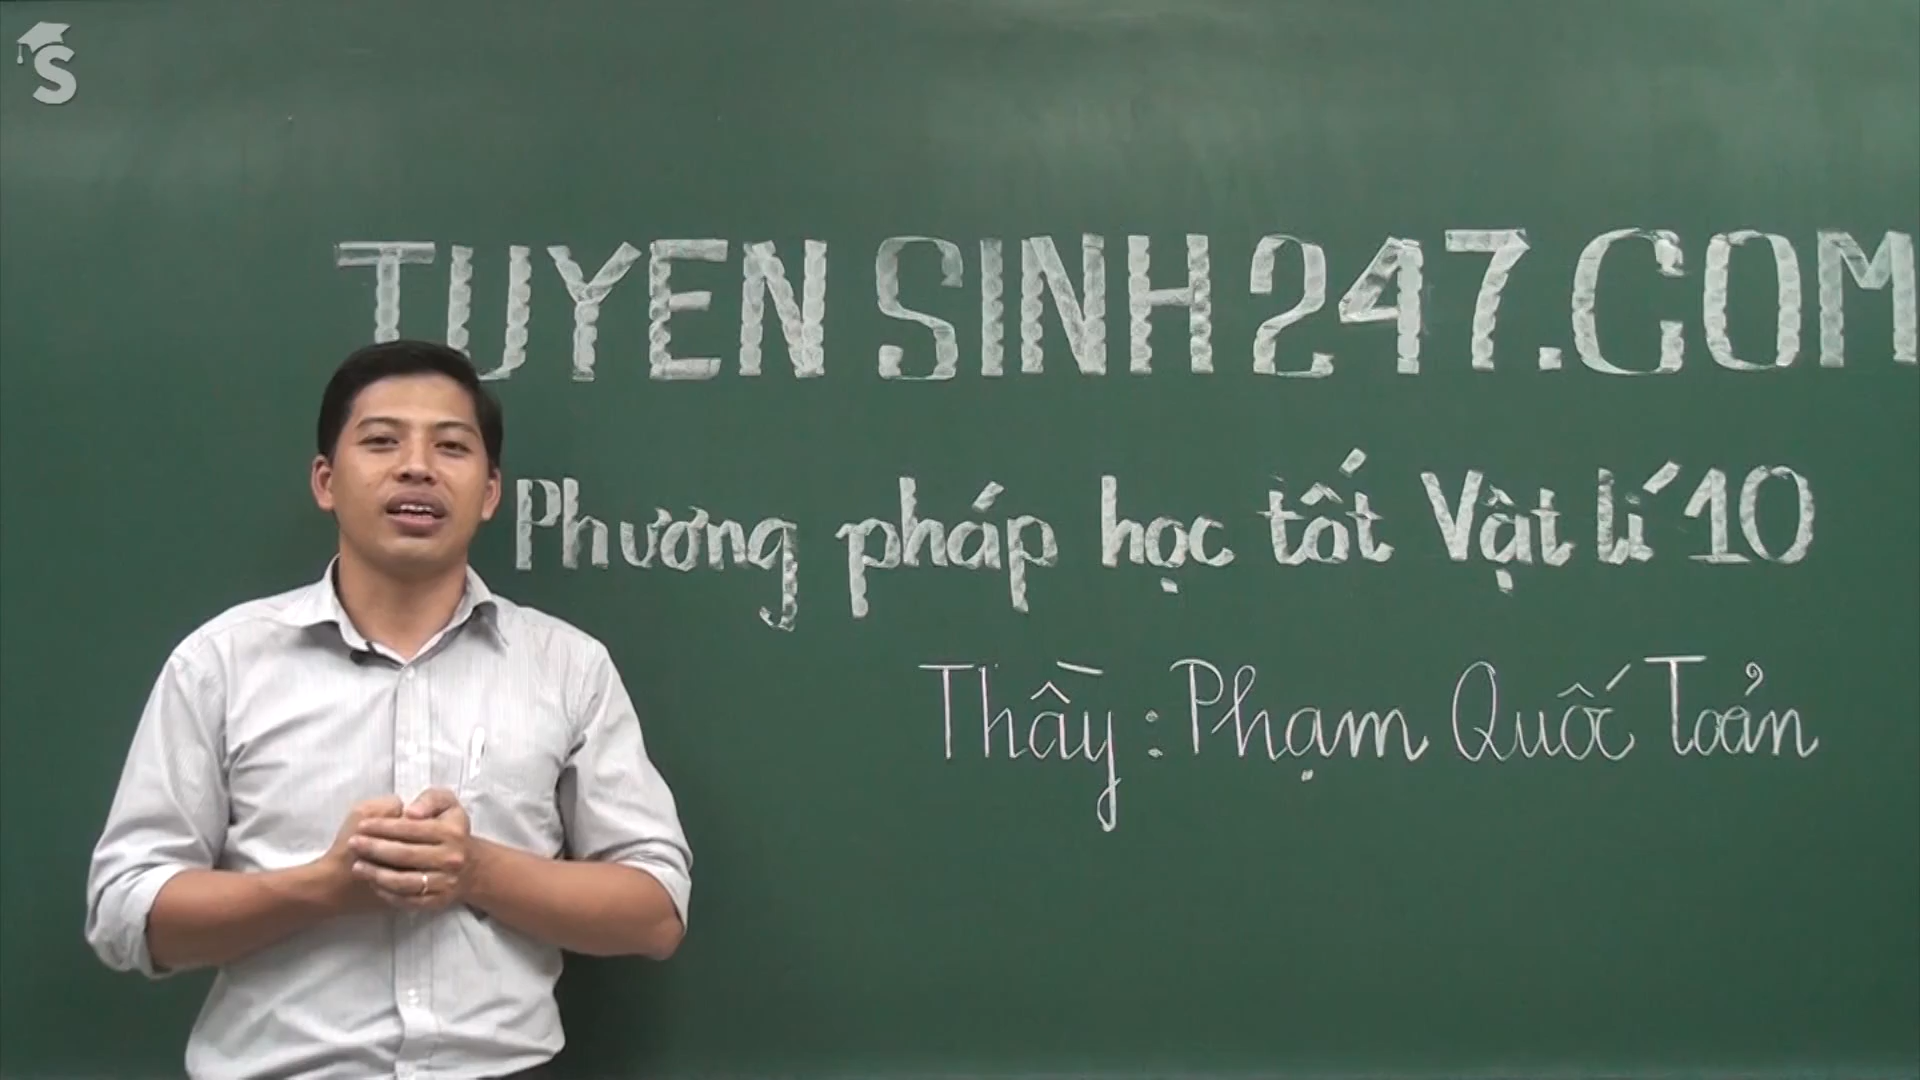 S
TUYENSINH247.COM
Phương pháp học tốt Vật lí 10
Thầy: Phạm Quốc Toản